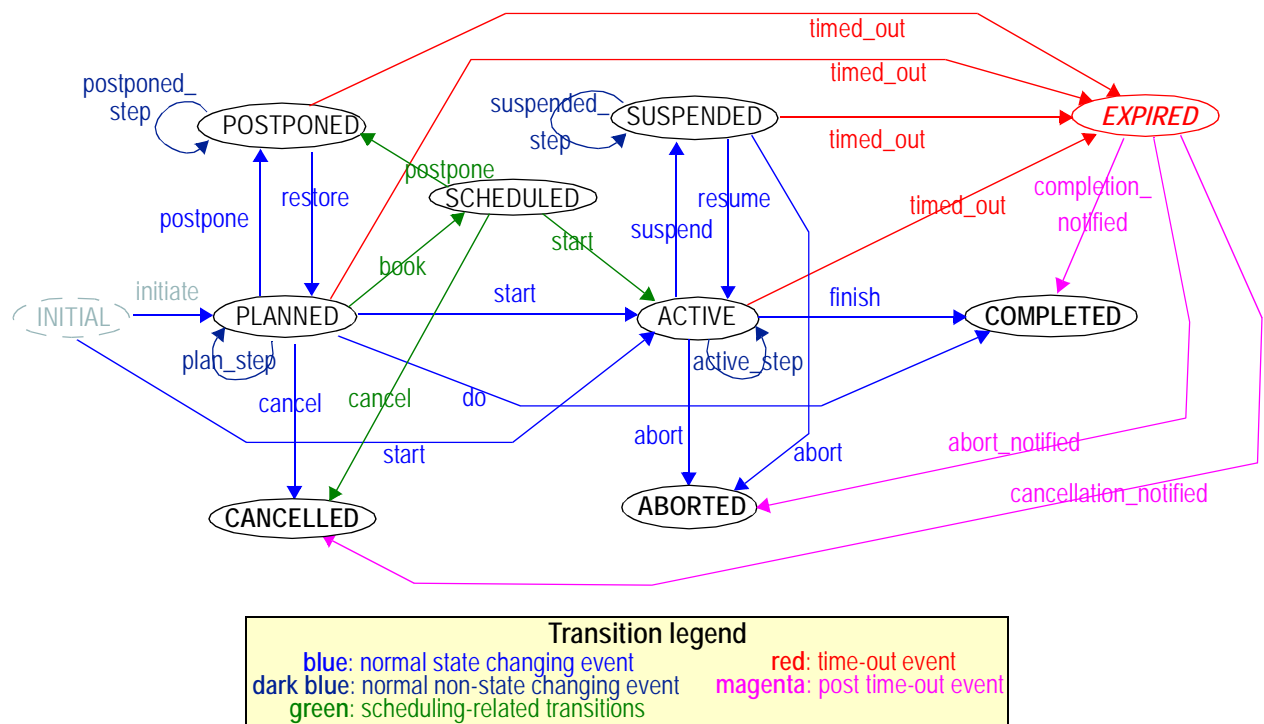 timed_out
timed_out
postponed_
step
POSTPONED
suspended_
step
SUSPENDED
timed_out
EXPIRED
postpone
restore
postpone
SCHEDULED
suspend
resume
timed_out
completion_
notified
book
start
INITIAL
initiate
PLANNED
start
ACTIVE
finish
COMPLETED
plan_step
active_step
cancel
cancel
do
start
abort
abort
abort_notified
cancellation_notified
CANCELLED
ABORTED
Transition legend
blue: normal state changing event
red: time-out event
dark blue: normal non-state changing event
magenta: post time-out event
green: scheduling-related transitions